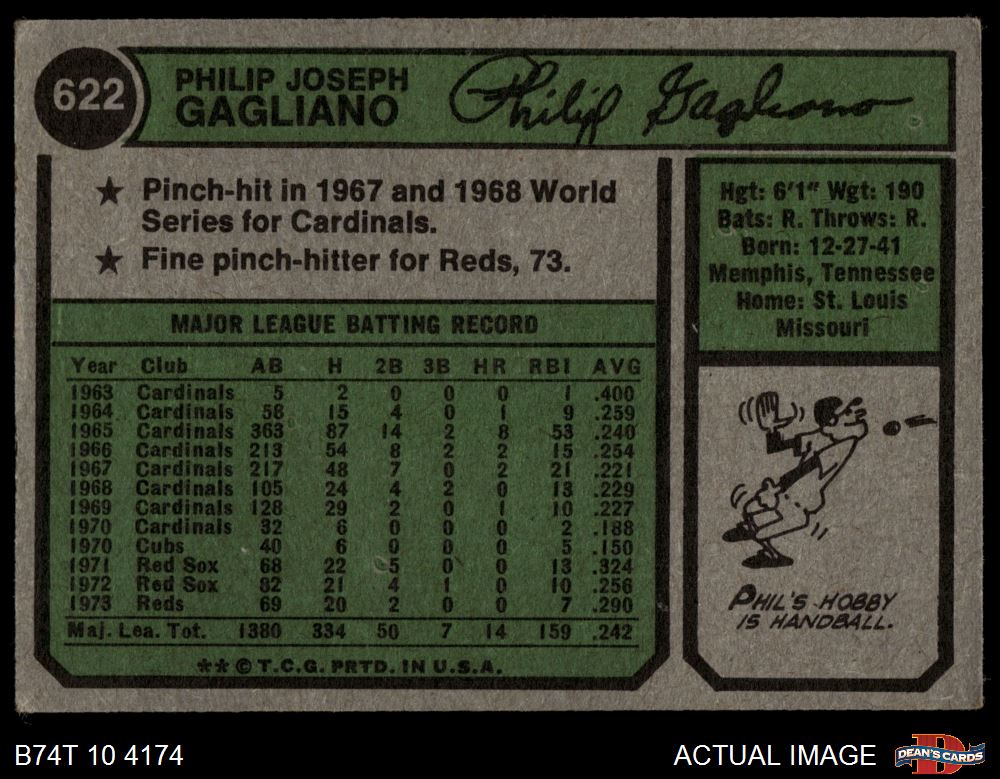 622
PHILIP JOSEPH
GAGLIANO
Philip Gagliano
★ Pinch-hit in 1967 and 1968 World
Series for Cardinals.
★ Fine pinch-hitter for Reds, 73.
Hgt: 6'1" Wgt: 190
Bats: R. Throws: R.
Born: 12-27-41
Memphis, Tennessee
Home: St. Louis
Missouri
MAJOR LEAGUE BATTING RECORD
Year Club AB H 2B 3B HR RBI AVG
1963 Cardinals 5 2 0 0 0 1 .400
1964 Cardinals 58 15 4 0 1 9 .259
1965 Cardinals 363 87 14 2 8 53 .240
1966 Cardinals 213 54 8 2 2 15 .254
1967 Cardinals 217 48 7 0 2 21 .221
1968 Cardinals 105 24 4 2 0 13 .229
1969 Cardinals 128 29 2 0 1 10 .227
1970 Cardinals 32 6 0 0 0 2 .188
1970 Cubs 40 6 0 0 0 5 .150
1971 Red Sox 68 22 5 0 0 13 .324
1972 Red Sox 82 21 4 1 0 10 .256
1973 Reds 69 20 2 0 0 7 .290
Maj. Lea. Tot. 1380 334 50 7 14 159 .242
** © T.C.G. PRTD. IN U.S.A.
PHIL'S HOBBY
IS HANDBALL.
B74T 10 4174
ACTUAL IMAGE
DEAN'S CARDS